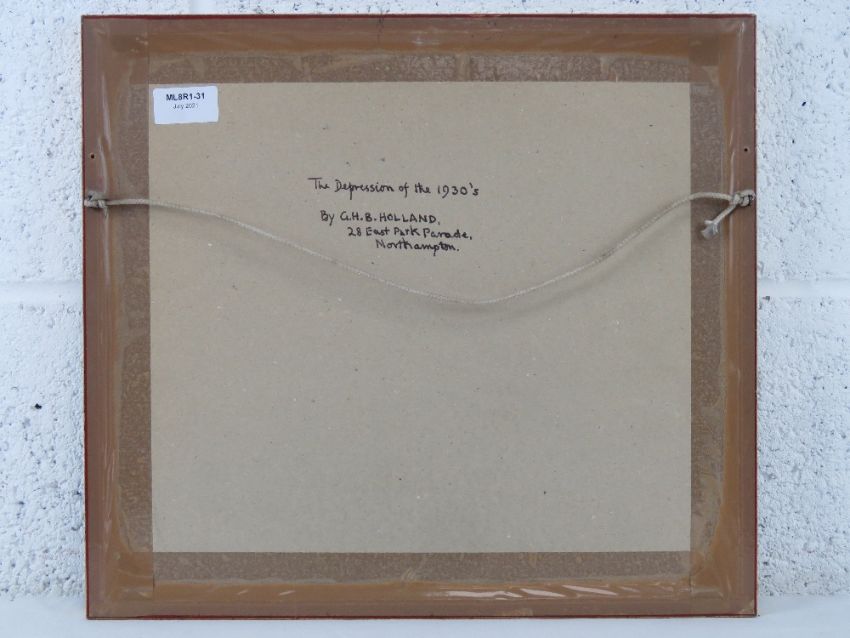 ML8R1-31
July 2021
The Depression of the 1930's
By G.H.B. HOLLAND,
28 East Park Parade,
Northampton.